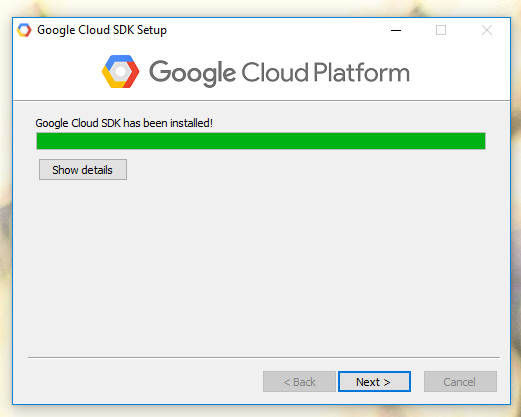 Google Cloud SDK Setup
Google Cloud Platform
Google Cloud SDK has been installed!
Show details
< Back
Next >
Cancel